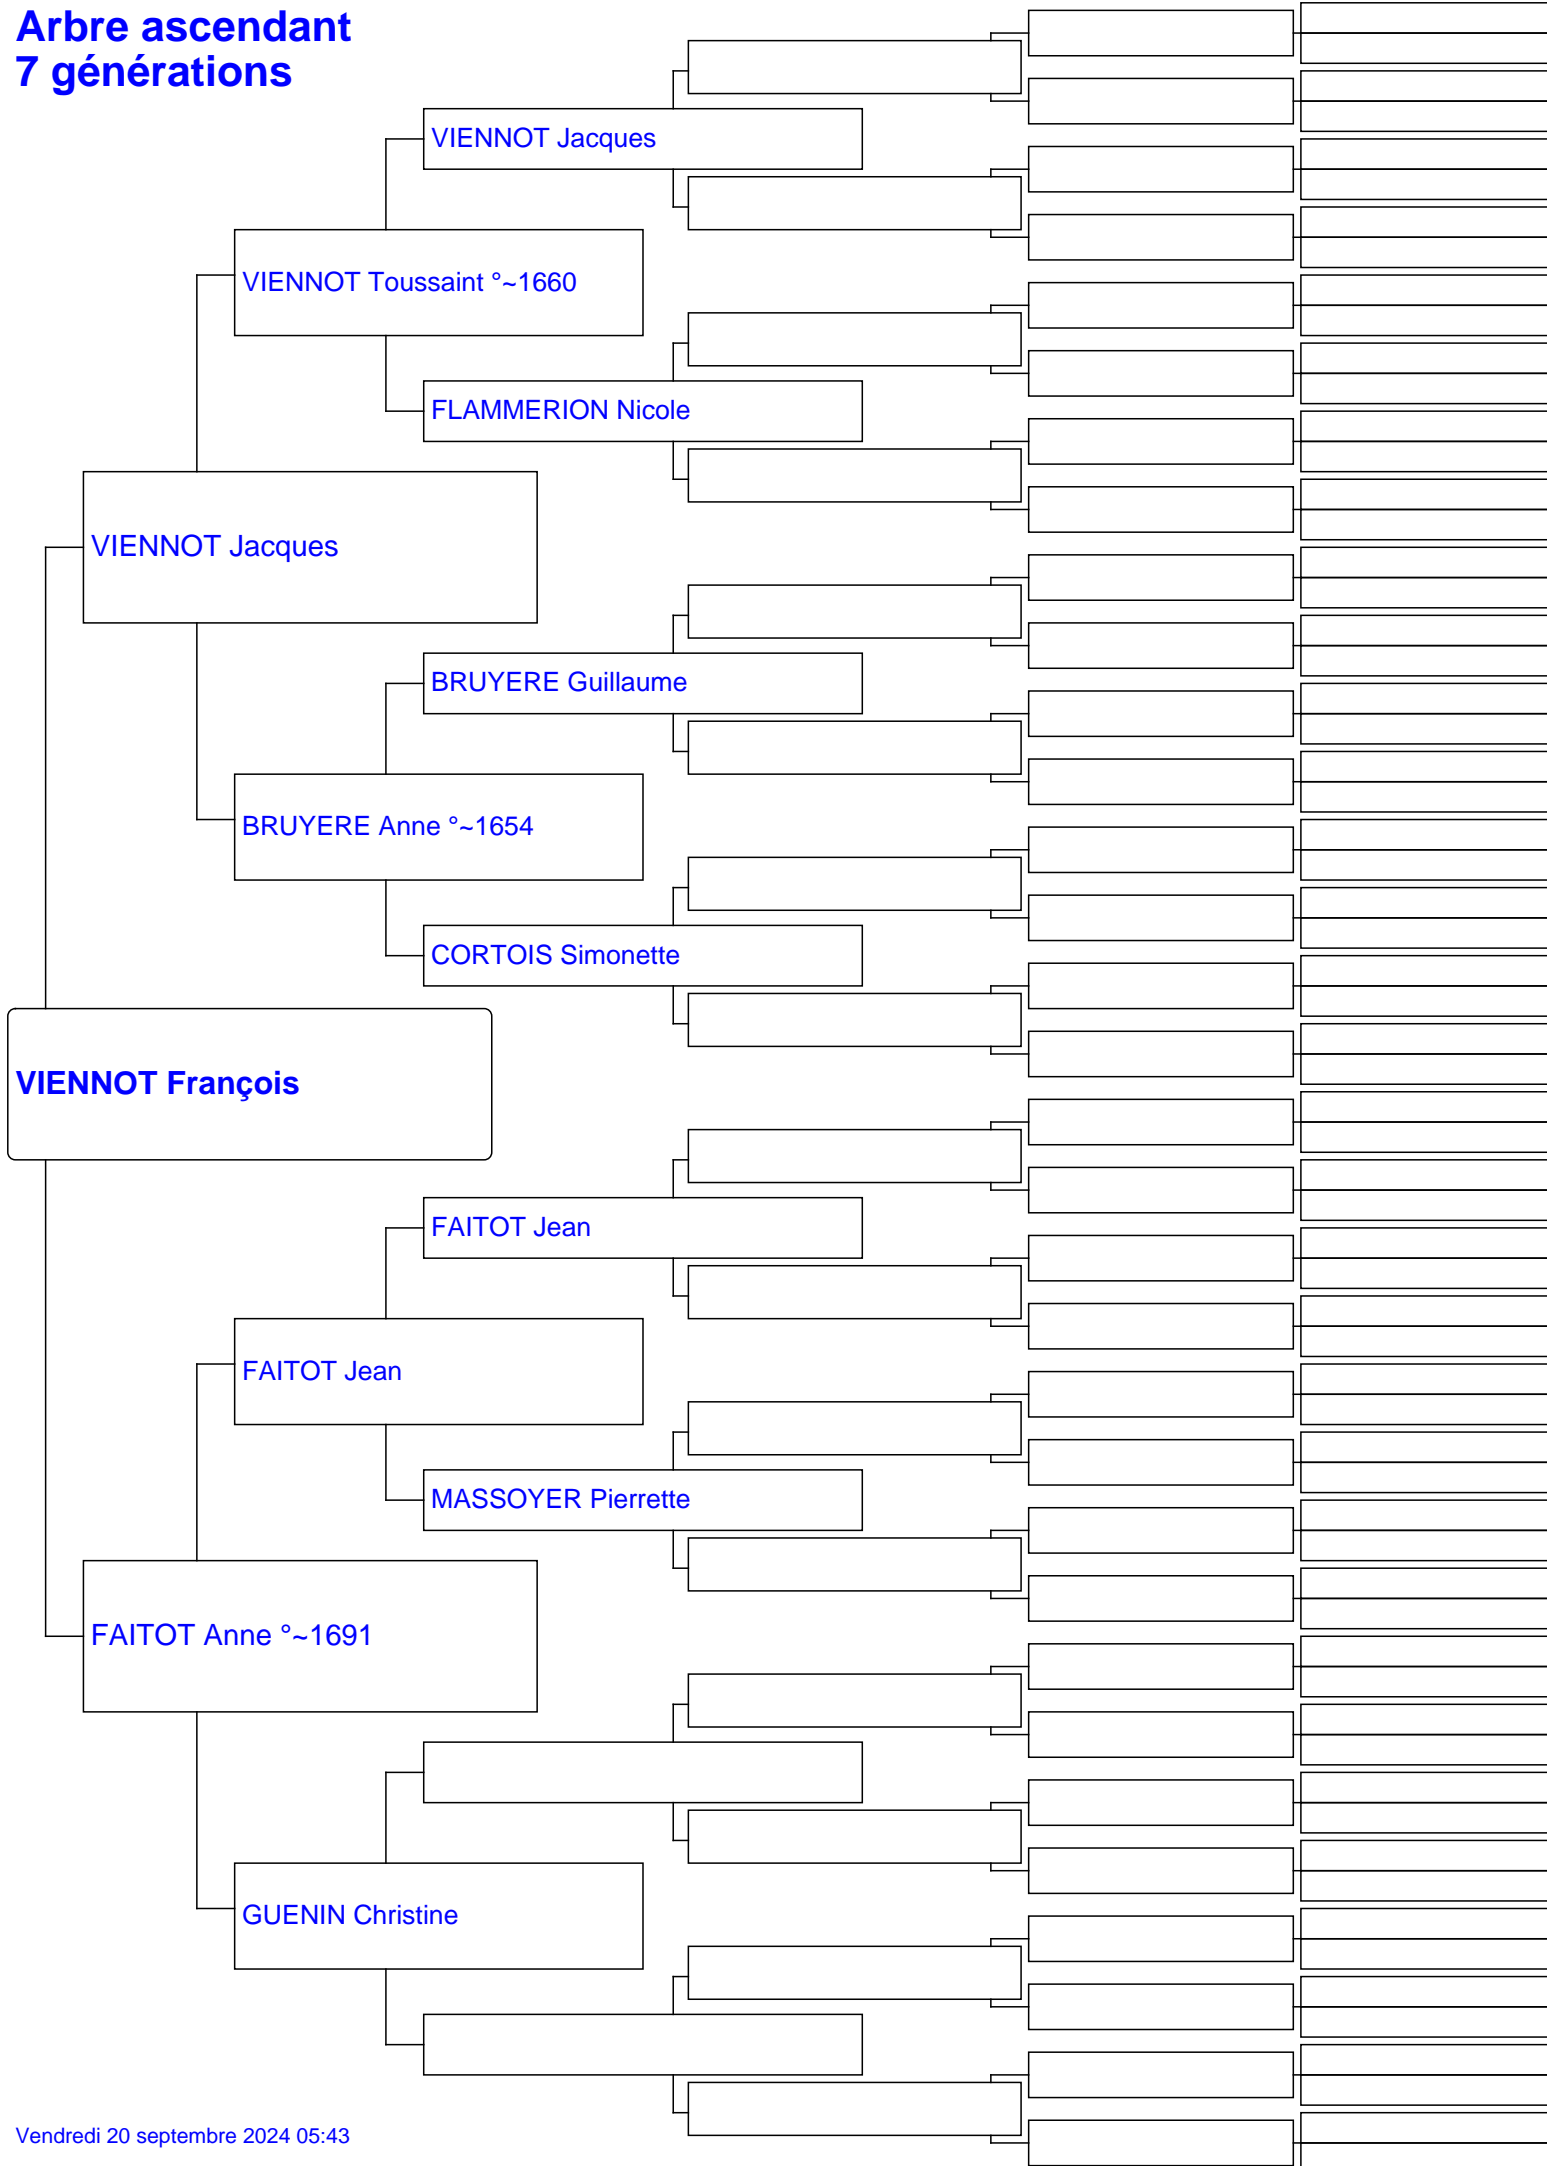 Arbre ascendant
7 générations
VIENNOT Jacques
VIENNOT Toussaint °~1660
FLAMMERION Nicole
VIENNOT Jacques
BRUYERE Guillaume
BRUYERE Anne °~1654
CORTOIS Simonette
VIENNOT François
FAITOT Jean
FAITOT Jean
MASSOYER Pierrette
FAITOT Anne °~1691
GUENIN Christine
Vendredi 20 septembre 2024 05:43